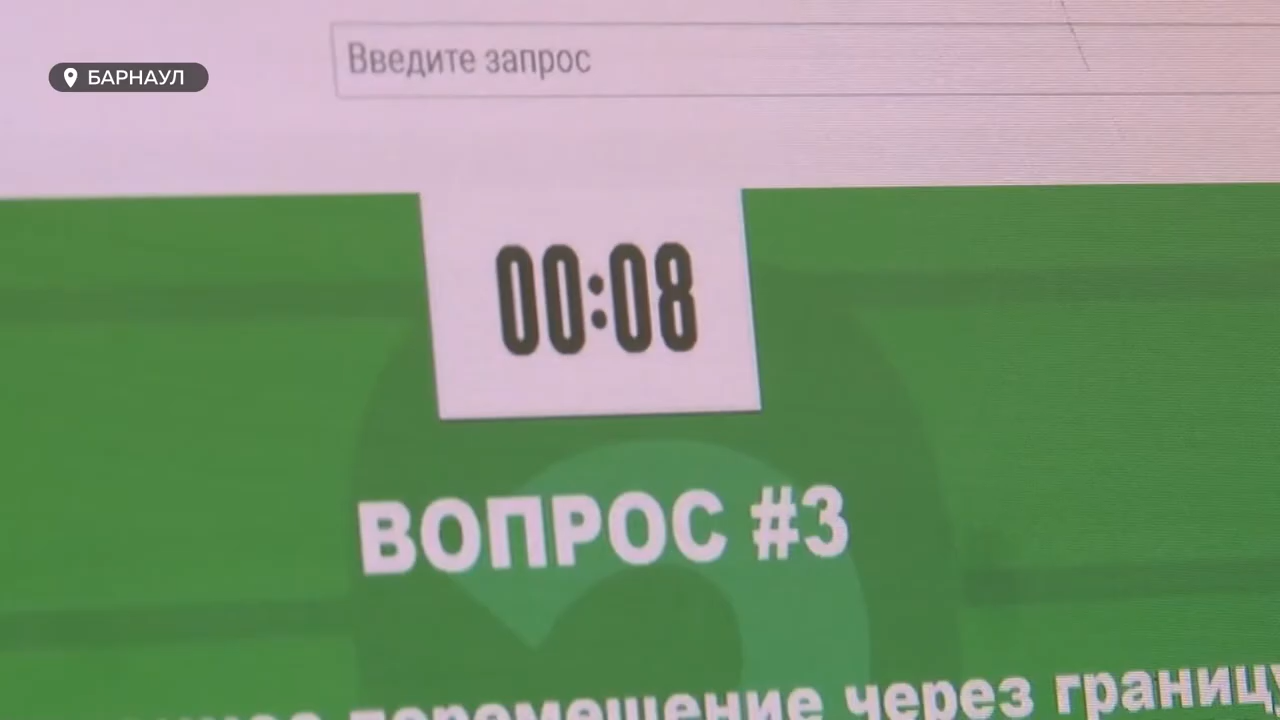 Введите запрос
БАРНАУЛ
00:08
ВОПРОС #3
перемещение через границу